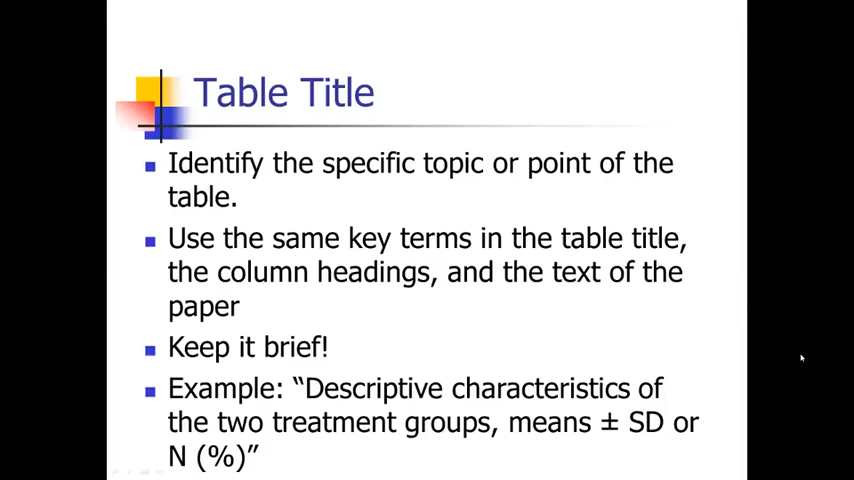 Table Title
Identify the specific topic or point of the
table.
Use the same key terms in the table title,
the column headings, and the text of the
paper
Keep it brief!
Example: “Descriptive characteristics of
the two treatment groups, means ± SD or
N (%)”